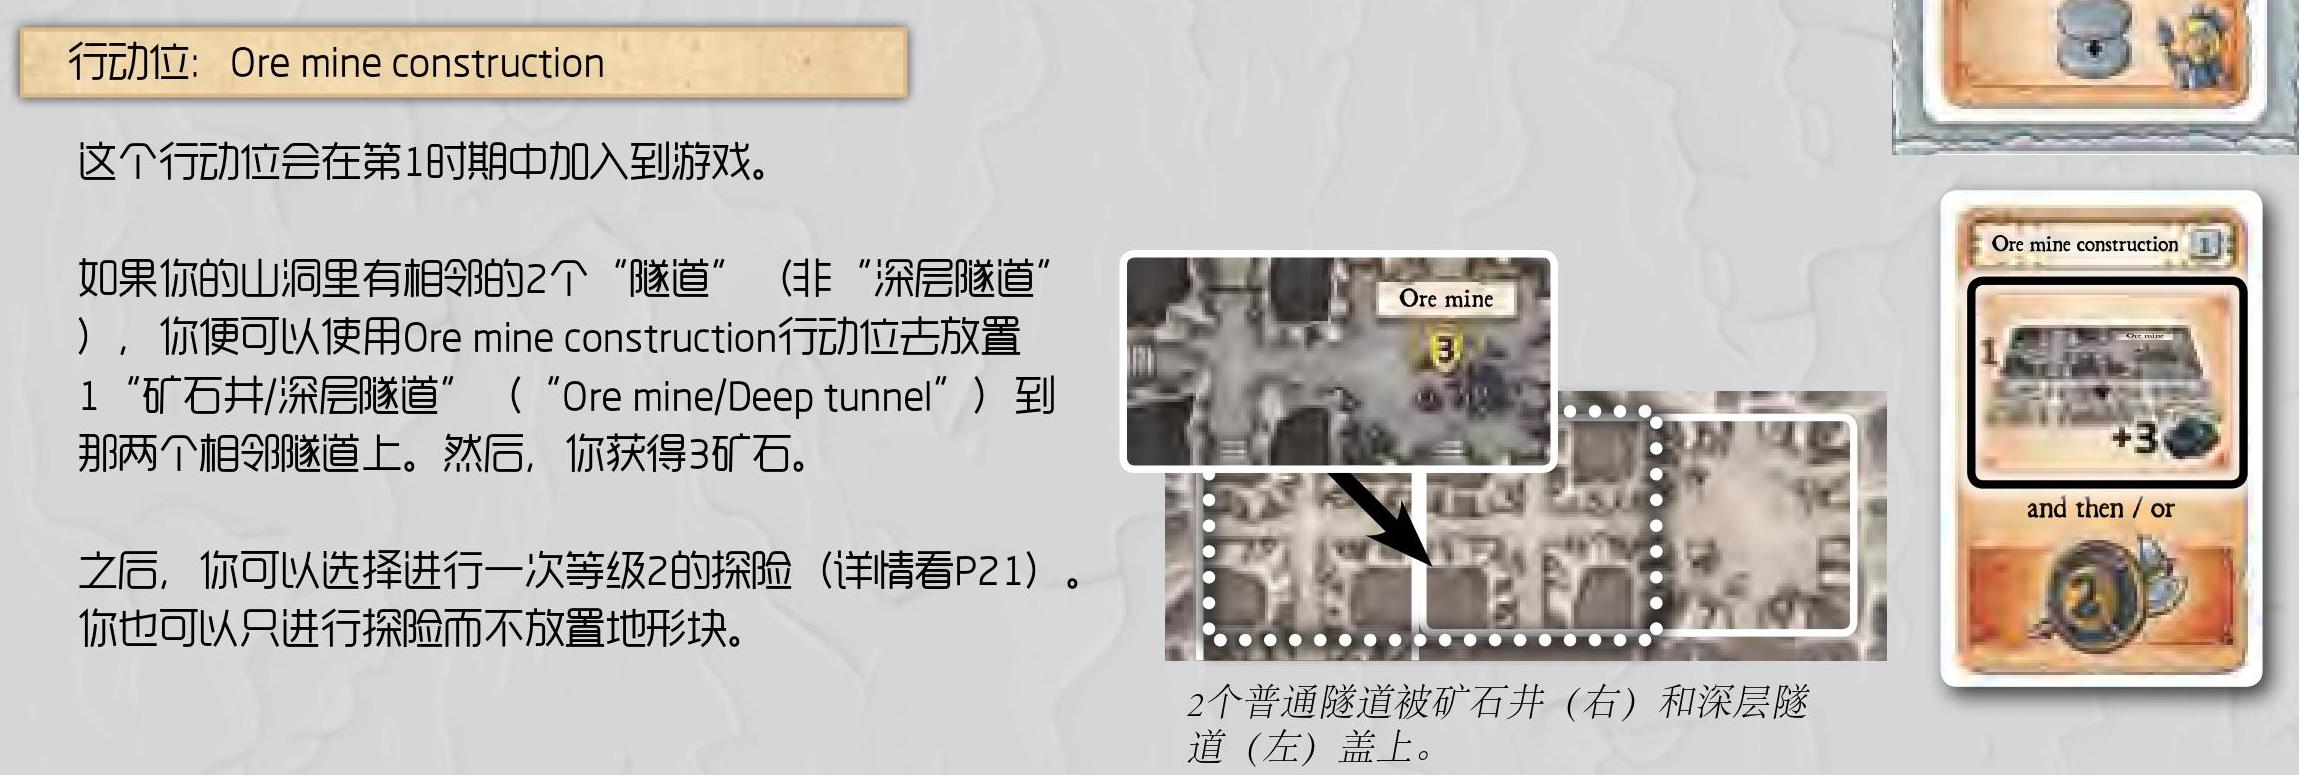 行动位: Ore mine construction
这个行动位会在第1时期中加入到游戏。
如果你的山洞里有相邻的2个“隧道”（非“深层隧道”
），你便可以使用Ore mine construction行动位去放置
1“矿石井/深层隧道”（“Ore mine/Deep tunnel”）到
那两个相邻隧道上。然后，你获得3矿石。
之后，你可以选择进行一次等级2的探险（详情看P21）。
你也可以只进行探险而不放置地形块。
Ore mine
3
2个普通隧道被矿石井（右）和深层隧
道（左）盖上。
Ore mine construction 1
Ore mine
1
+3
and then / or
2